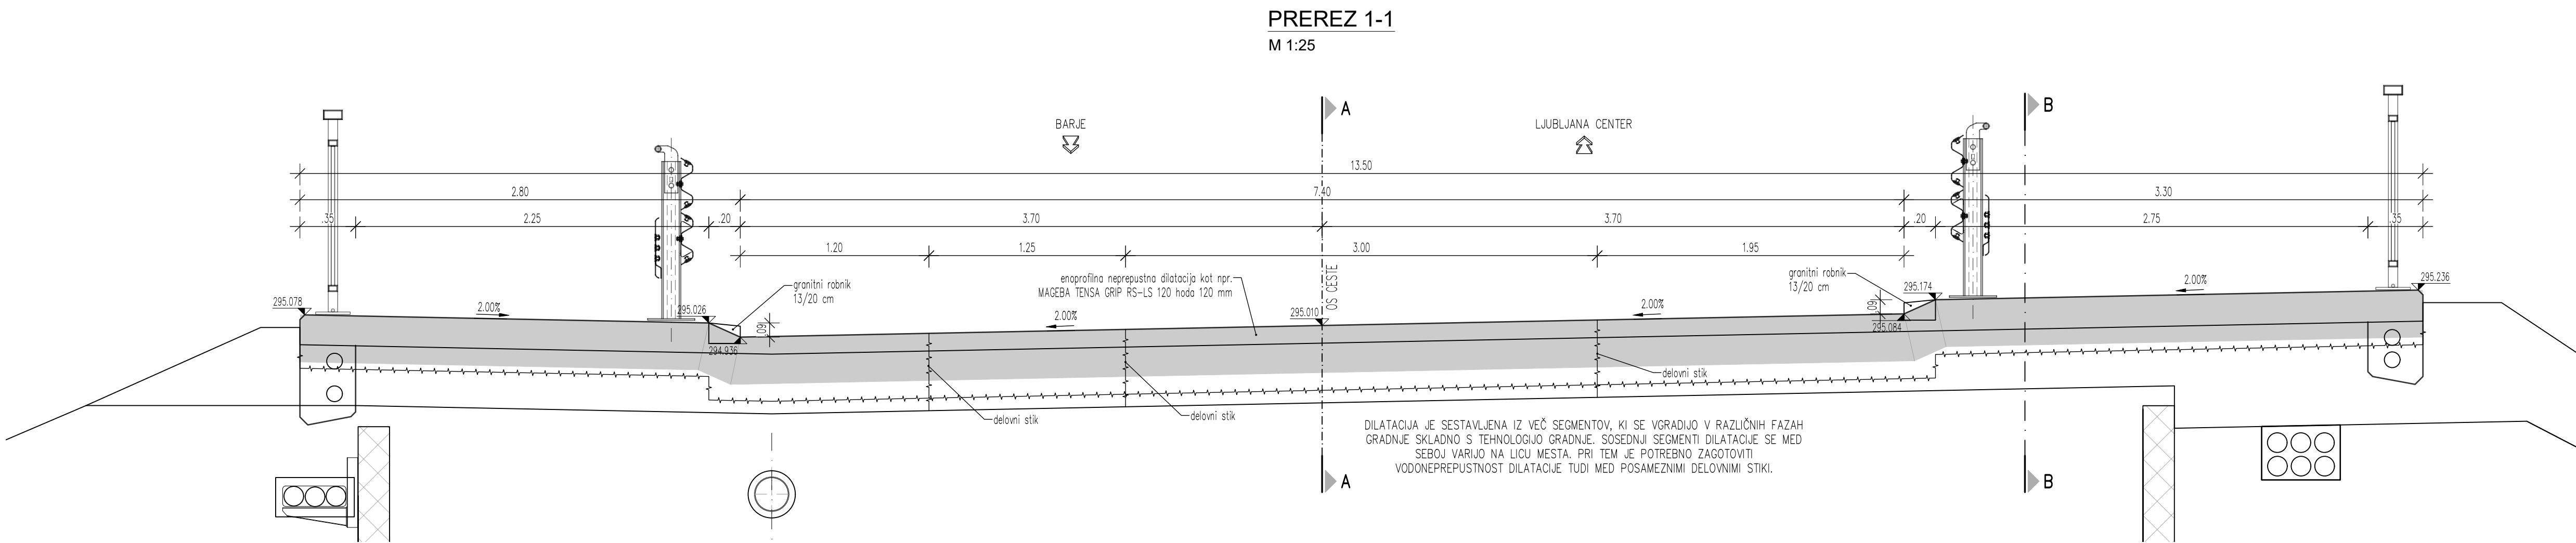 PREREZ 1-1
M 1:25
A
B
BARJE
LJUBLJANA CENTER
13.50
2.80
7.40
3.30
.35
2.25
.20
3.70
3.70
.20
2.75
.35
1.20
1.25
3.00
1.95
enoprofilna neprepustna dilatacija kot npr.
MAGEBA TENSA GRIP RS-LS 120 hoda 120 mm
OS CESTE
granitni robnik
13/20 cm
granitni robnik
13/20 cm
295.078
2.00%
295.026
.09
294.936
2.00%
295.010
2.00%
.09
295.174
295.084
2.00%
295.236
delovni stik
delovni stik
delovni stik
DILATACIJA JE SESTAVLJENA IZ VEČ SEGMENTOV, KI SE VGRADIJO V RAZLIČNIH FAZAH
GRADNJE SKLADNO S TEHNOLOGIJO GRADNJE. SOSEDNJI SEGMENTI DILATACIJE SE MED
SEBOJ VARIJO NA LICU MESTA. PRI TEM JE POTREBNO ZAGOTOVITI
VODONEPREPUSTNOST DILATACIJE TUDI MED POSAMEZNIMI DELOVNIMI STIKI.
A
B